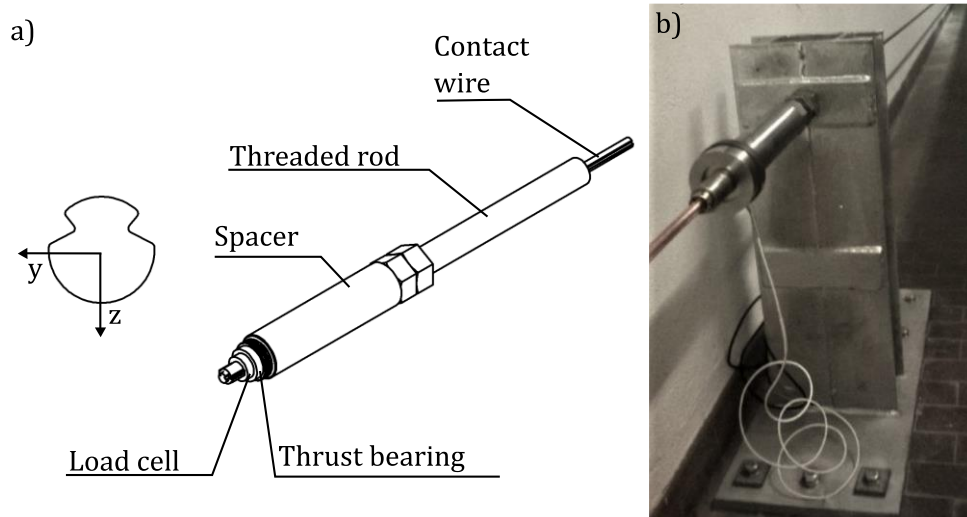 a)
Contact
wire
Threaded rod
Spacer
y
z
Load cell
Thrust bearing
b)